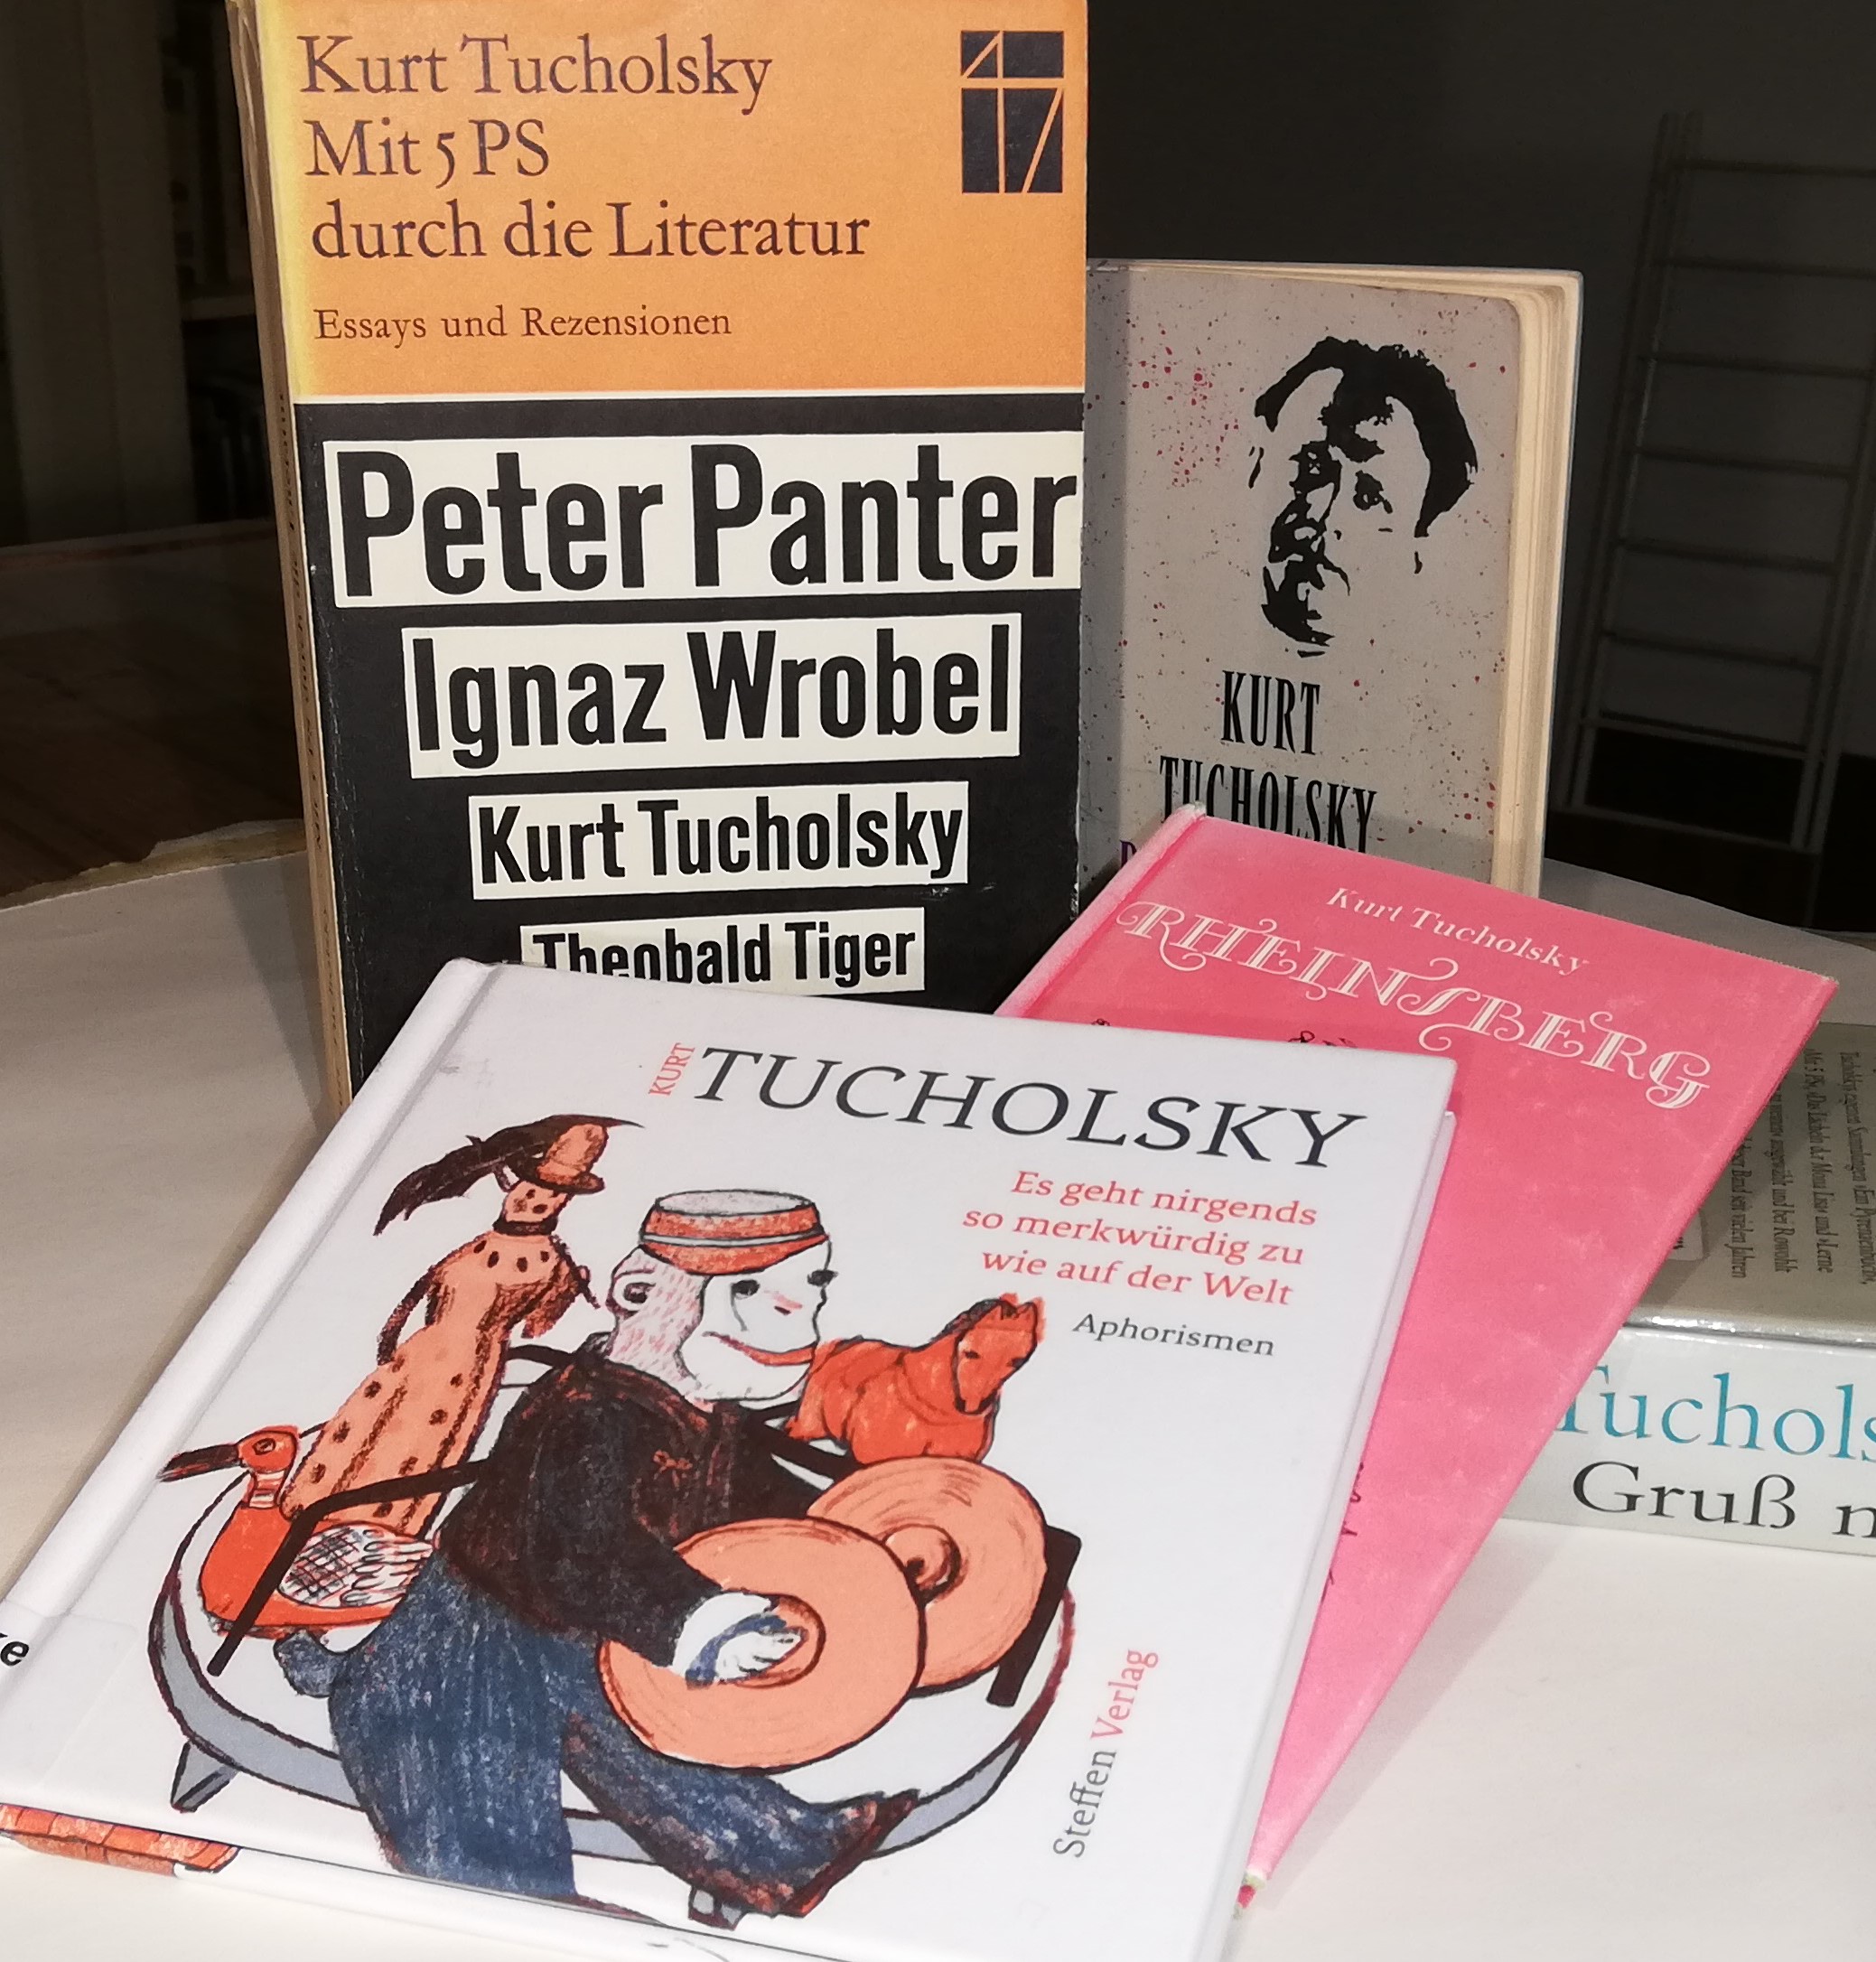 Kurt Tucholsky
Mit 5 PS
durch die Literatur
Essays und Rezensionen
Peter Panter
Ignaz Wrobel
Kurt Tucholsky
Theobald Tiger
KURT
TUCHOLSKY
Kurt Tucholsky
RHEINSBERG
KURT TUCHOLSKY
Es geht nirgends
so merkwürdig zu
wie auf der Welt
Aphorismen
Steffen Verlag
Tuchols
Gruß n